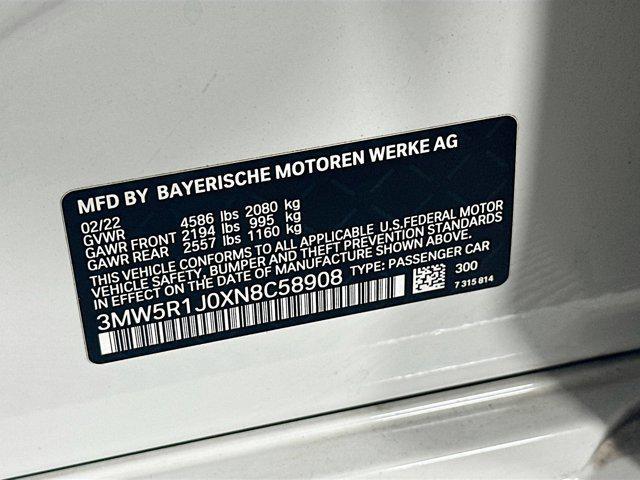 MFD BY BAYERISCHE MOTOREN WERKE AG
02/22
GVWR 4586 lbs 2080 kg
GAWR FRONT 2194 lbs 995 kg
GAWR REAR 2557 lbs 1160 kg
THIS VEHICLE CONFORMS TO ALL APPLICABLE U.S.FEDERAL MOTOR
VEHICLE SAFETY, BUMPER AND THEFT PREVENTION STANDARDS
IN EFFECT ON THE DATE OF MANUFACTURE SHOWN ABOVE.
3MW5R1J0XN8C58908 TYPE: PASSENGER CAR
300
7 315 814